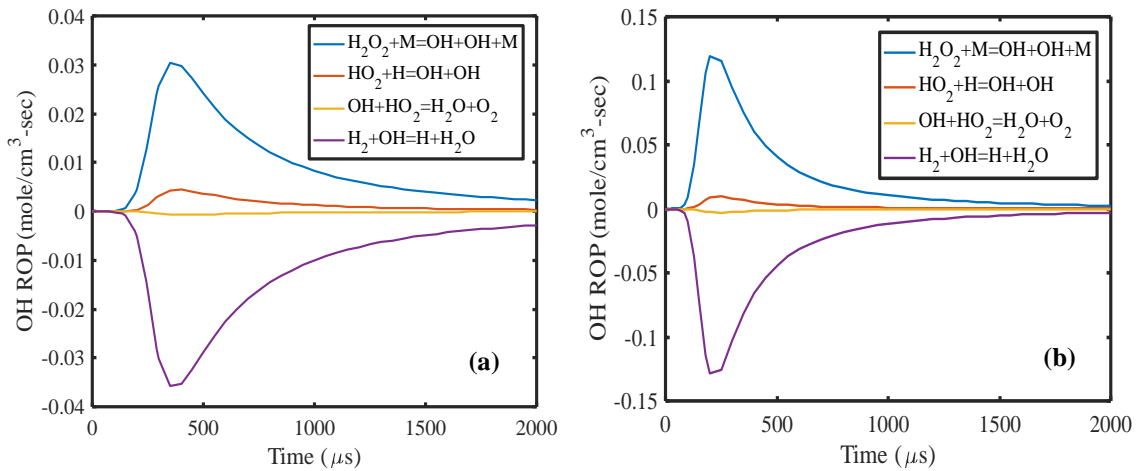 OH ROP (mole/cm³-sec)
0.04
0.03
0.02
0.01
0
-0.01
-0.02
-0.03
-0.04
H₂O₂+M=OH+OH+M
HO₂+H=OH+OH
OH+HO₂=H₂O+O₂
H₂+OH=H+H₂O
(a)
0 500 1000 1500 2000
Time (μs)
OH ROP (mole/cm³-sec)
0.15
0.1
0.05
0
-0.05
-0.1
-0.15
H₂O₂+M=OH+OH+M
HO₂+H=OH+OH
OH+HO₂=H₂O+O₂
H₂+OH=H+H₂O
(b)
0 500 1000 1500 2000
Time (μs)